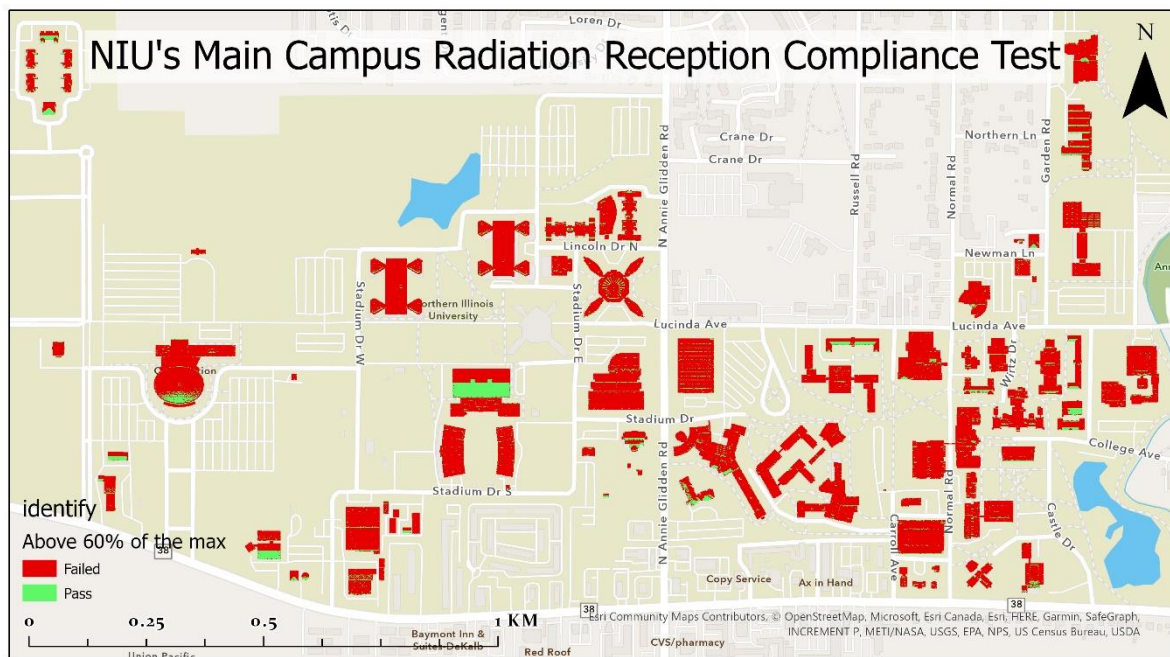 Loren Dr
NIU's Main Campus Radiation Reception Compliance Test
N
Crane Dr
Crane Dr
Northern Ln
Garden Rd
N Annie Glidden Rd
Russell Rd
Normal Rd
Lincoln Dr N
Newman Ln
Stadium Dr W
Northern Illinois
University
Stadium Dr E
Lucinda Ave
Lucinda Ave
Wirtz Dr
Stadium Dr
College Ave
N Annie Glidden Rd
Stadium Dr S
Normal Rd
Carroll Ave
Castle Dr
identify
Above 60% of the max
Failed
Pass
38
Copy Service
Ax in Hand
38
38
0
0.25
0.5
1 KM
Esri Community Maps Contributors, © OpenStreetMap, Microsoft, Esri Canada, Esri, HERE, Garmin, SafeGraph,
INCREMENT P, METI/NASA, USGS, EPA, NPS, US Census Bureau, USDA
Baymont Inn &
Suites-DeKalb
Red Roof
CVS/pharmacy
Union Pacific